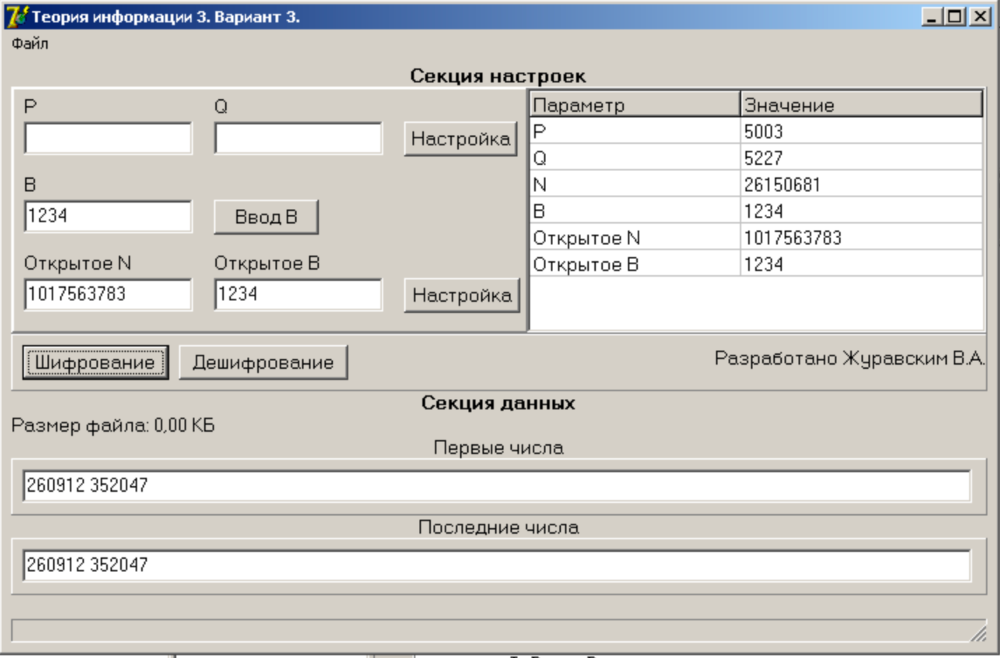 Теория информации 3. Вариант 3.
Файл
Секция настроек
P Q
Настройка
B
1234 Ввод B
Открытое N Открытое B
1017563783 1234 Настройка
Параметр Значение
P 5003
Q 5227
N 26150681
B 1234
Открытое N 1017563783
Открытое B 1234
Шифрование Дешифрование Разработано Журавским В.А.
Секция данных
Размер файла: 0,00 КБ
Первые числа
260912 352047
Последние числа
260912 352047